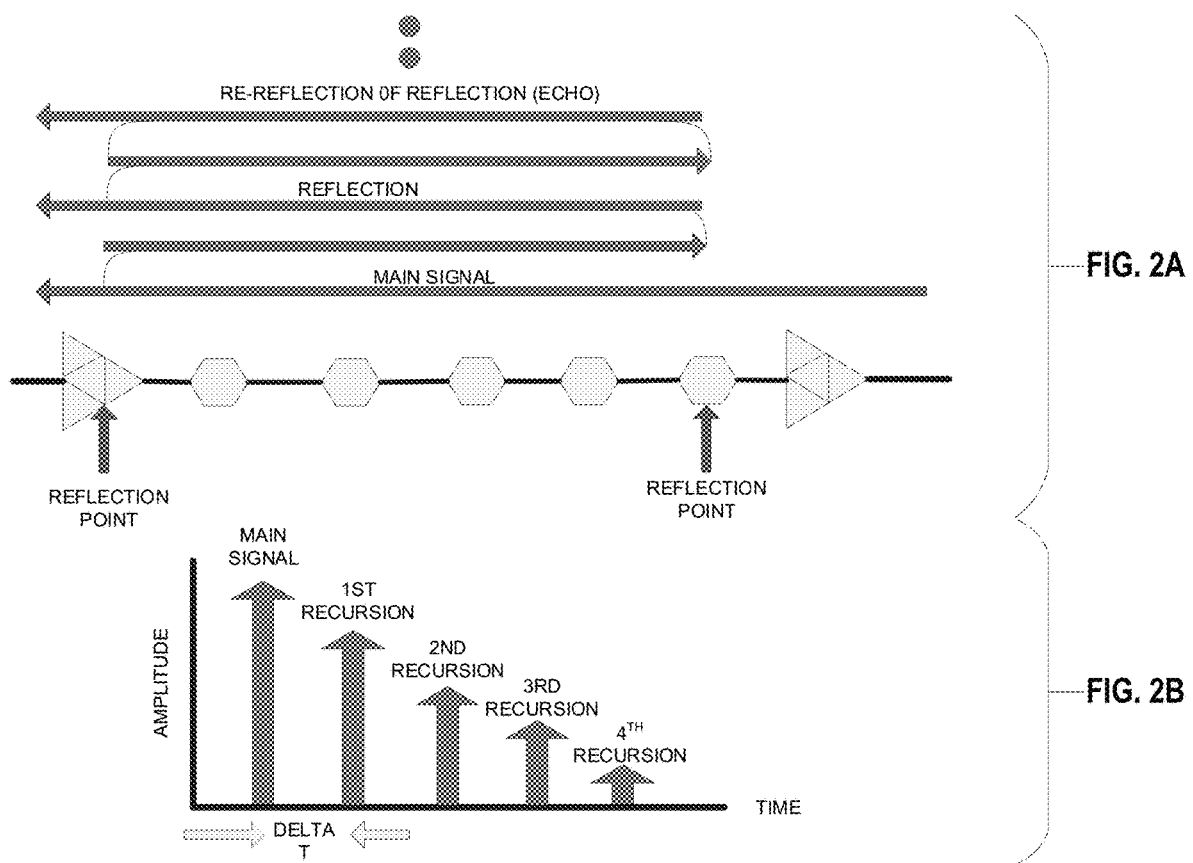 RE-REFLECTION 0F REFLECTION (ECHO)
REFLECTION
MAIN SIGNAL
FIG. 2A
REFLECTION
POINT
REFLECTION
POINT
MAIN
SIGNAL
1ST
RECURSION
2ND
RECURSION
3RD
RECURSION
4TH
RECURSION
AMPLITUDE
TIME
DELTA
T
FIG. 2B